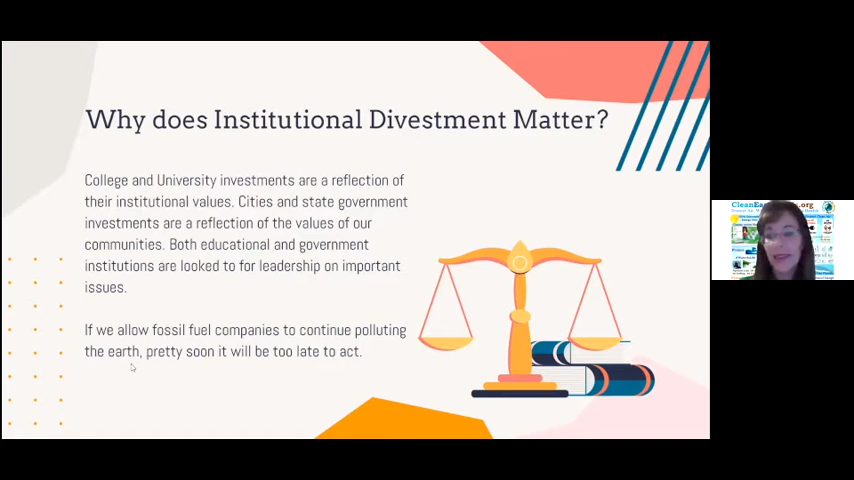 Why does Institutional Divestment Matter?
College and University investments are a reflection of
their institutional values. Cities and state government
investments are a reflection of the values of our
communities. Both educational and government
institutions are looked to for leadership on important
issues.
If we allow fossil fuel companies to continue polluting
the earth, pretty soon it will be too late to act.